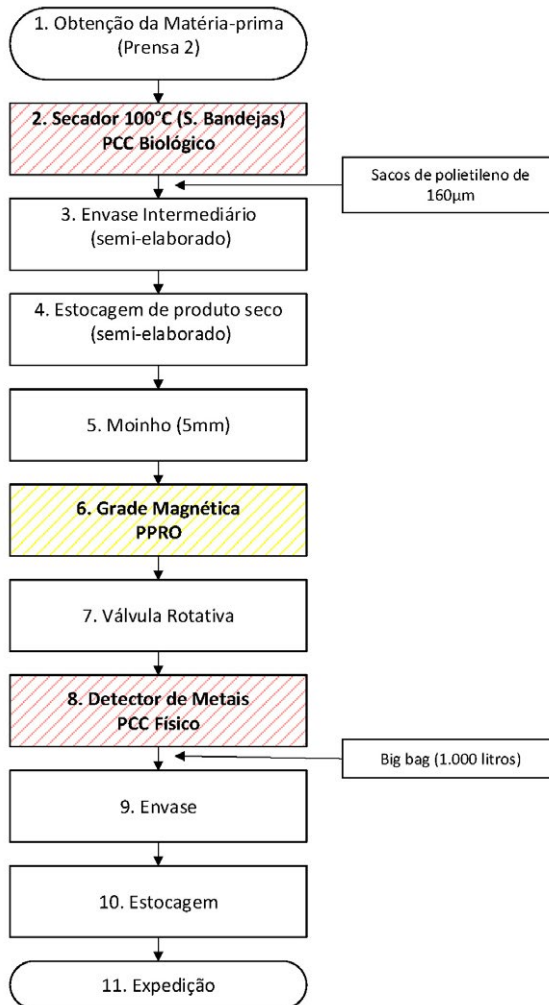 1. Obtenção da Matéria-prima
(Prensa 2)
2. Secador 100°C (S. Bandejas)
PCC Biológico
Sacos de polietileno de
160µm
3. Envase Intermediário
(semi-elaborado)
4. Estocagem de produto seco
(semi-elaborado)
5. Moinho (5mm)
6. Grade Magnética
PPRO
7. Válvula Rotativa
8. Detector de Metais
PCC Físico
Big bag (1.000 litros)
9. Envase
10. Estocagem
11. Expedição